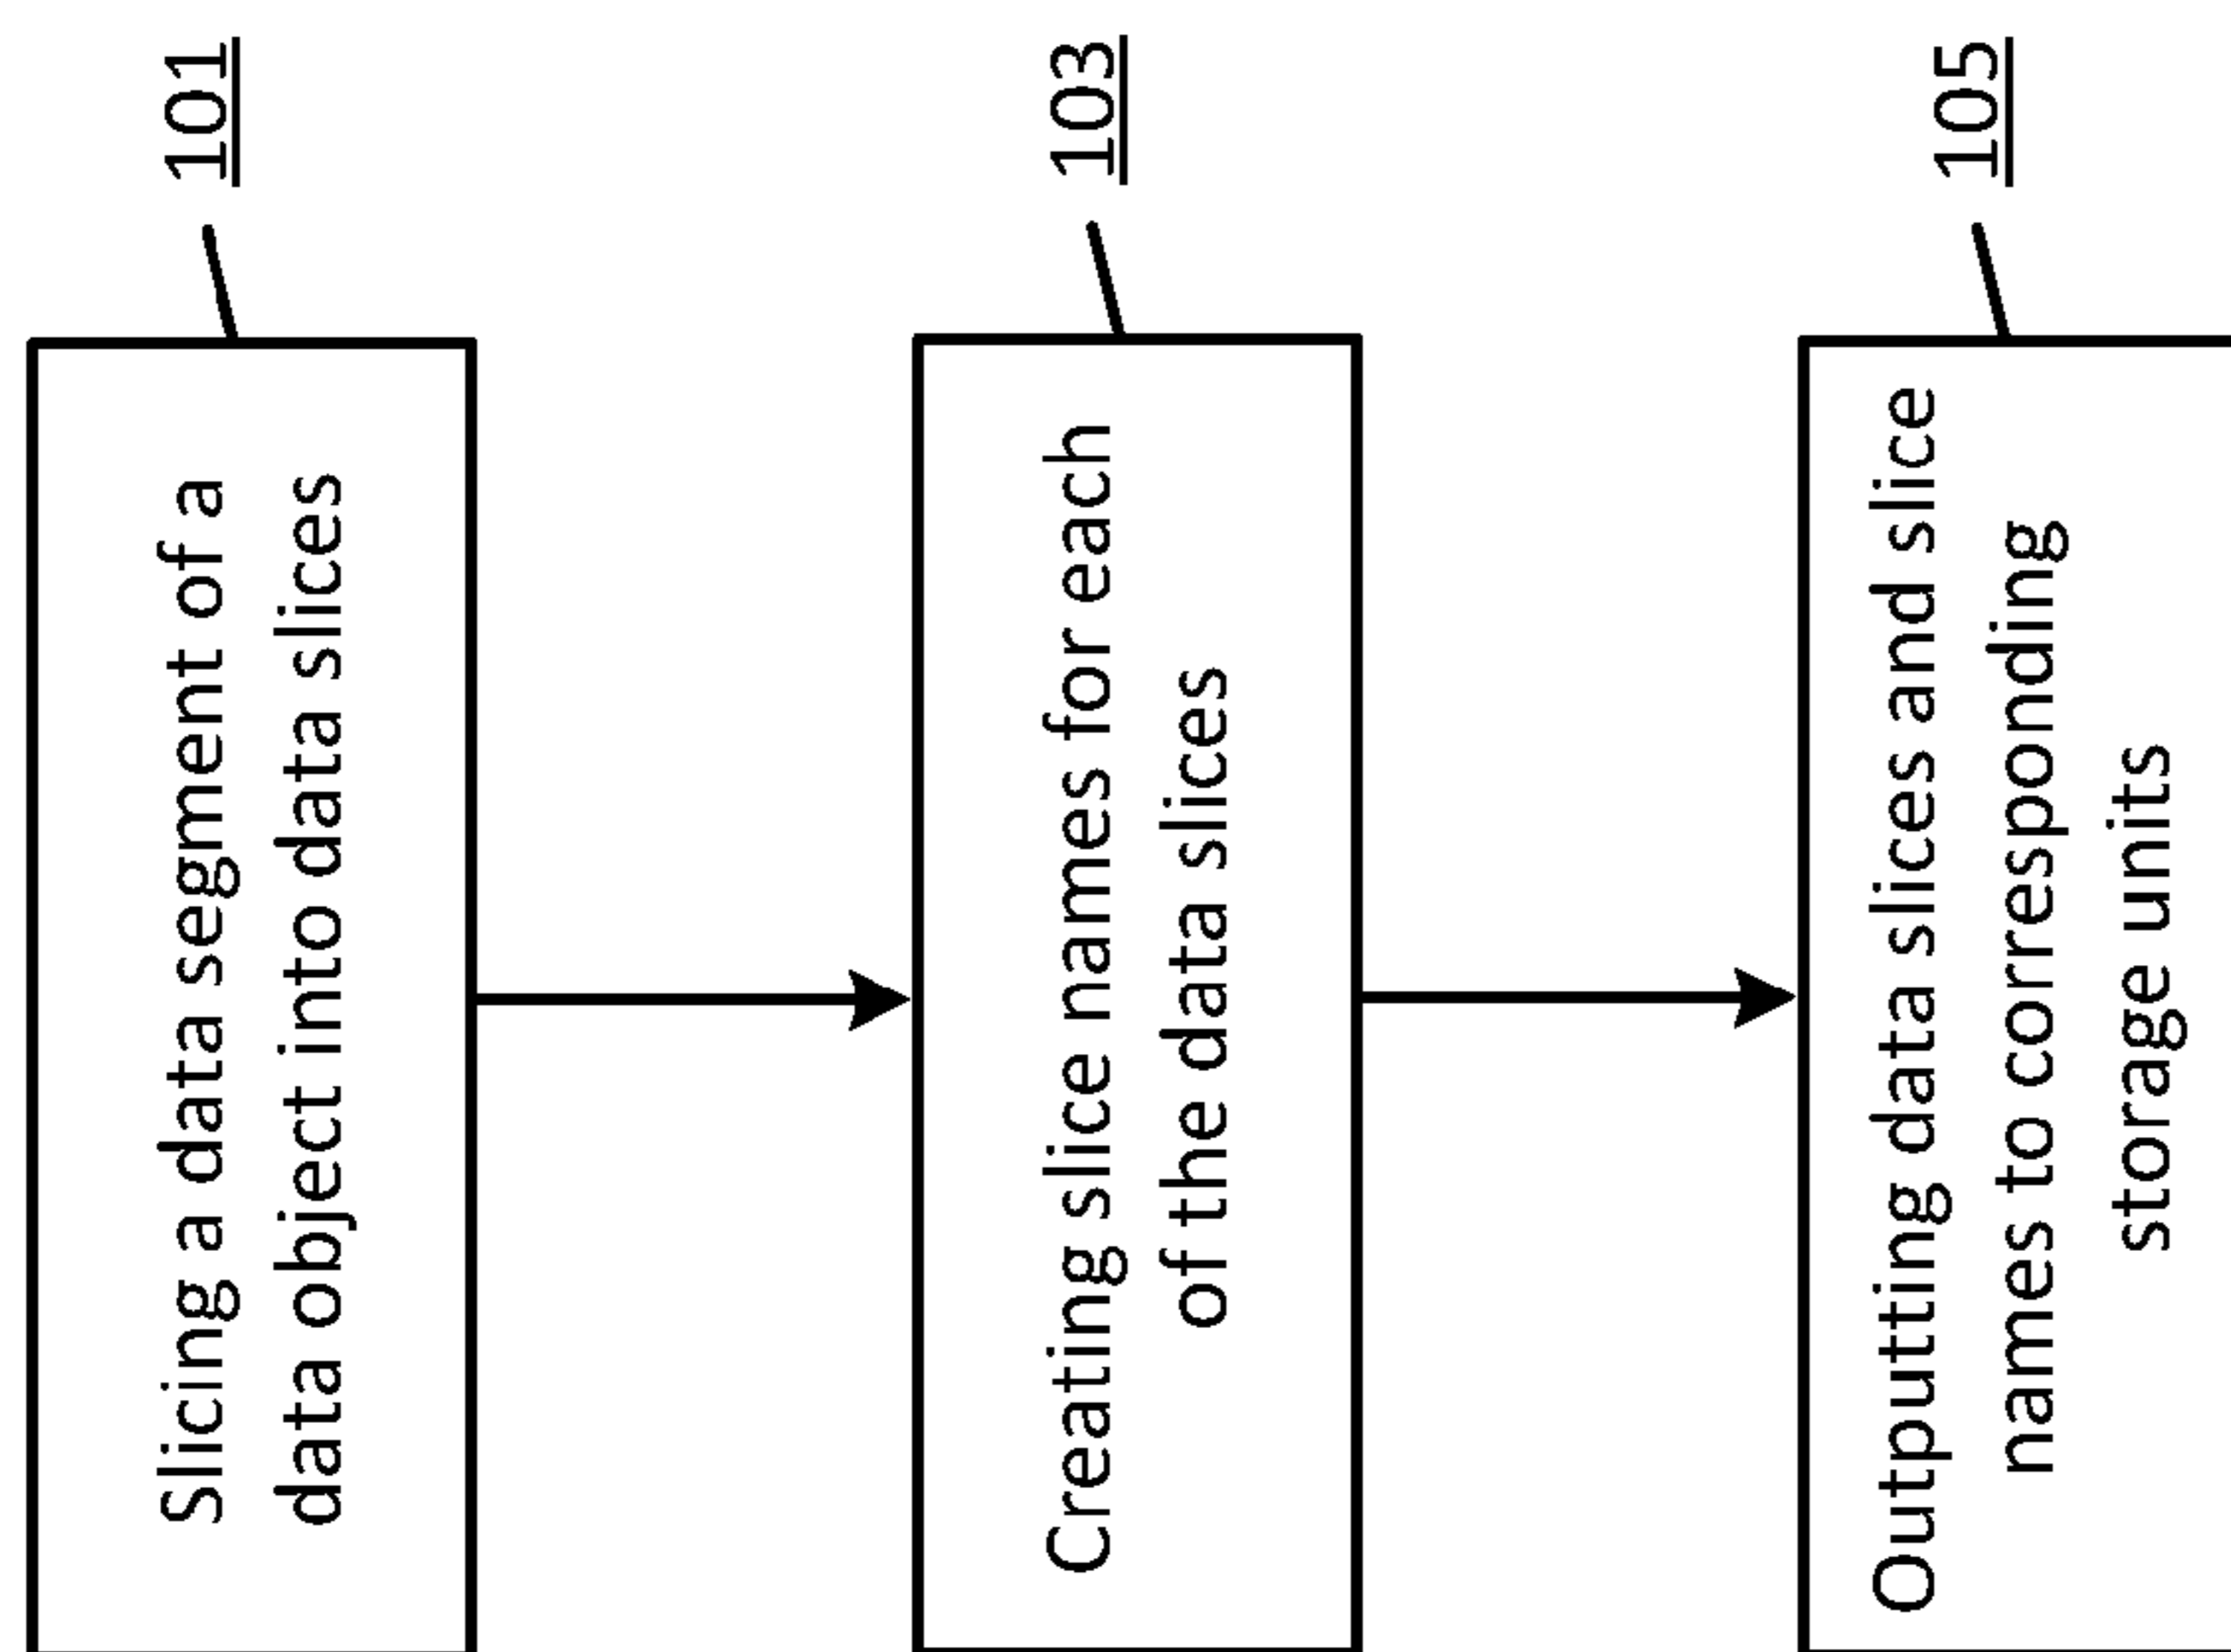 Slicing a data segment of a
data object into data slices
101
Creating slice names for each
of the data slices
103
Outputting data slices and slice
names to corresponding
storage units
105